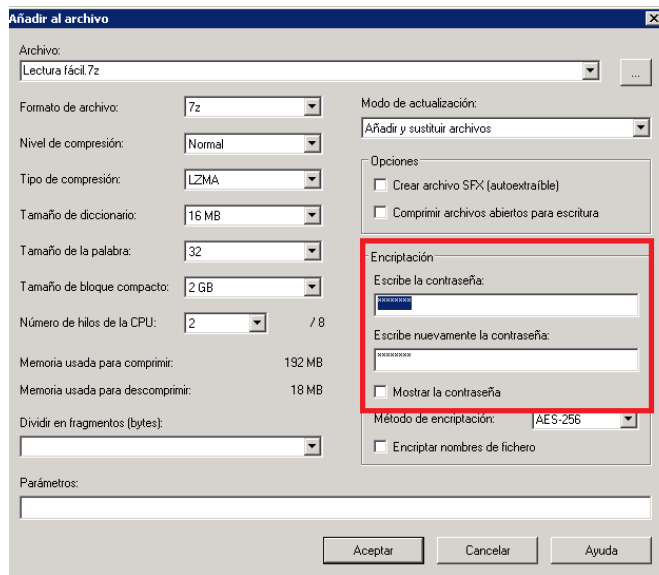 Añadir al archivo
Archivo:
Lectura fácil.7z
...
Formato de archivo:
7z
Nivel de compresión:
Normal
Tipo de compresión:
LZMA
Tamaño de diccionario:
16 MB
Tamaño de la palabra:
32
Tamaño de bloque compacto:
2 GB
Número de hilos de la CPU:
2
/ 8
Memoria usada para comprimir:
192 MB
Memoria usada para descomprimir:
18 MB
Dividir en fragmentos (bytes):
Modo de actualización:
Añadir y sustituir archivos
Opciones
Crear archivo SFX (autoextraíble)
Comprimir archivos abiertos para escritura
Encriptación
Escribe la contraseña:
********
Escribe nuevamente la contraseña:
********
Mostrar la contraseña
Método de encriptación:
AES-256
Encriptar nombres de fichero
Parámetros:
Aceptar
Cancelar
Ayuda